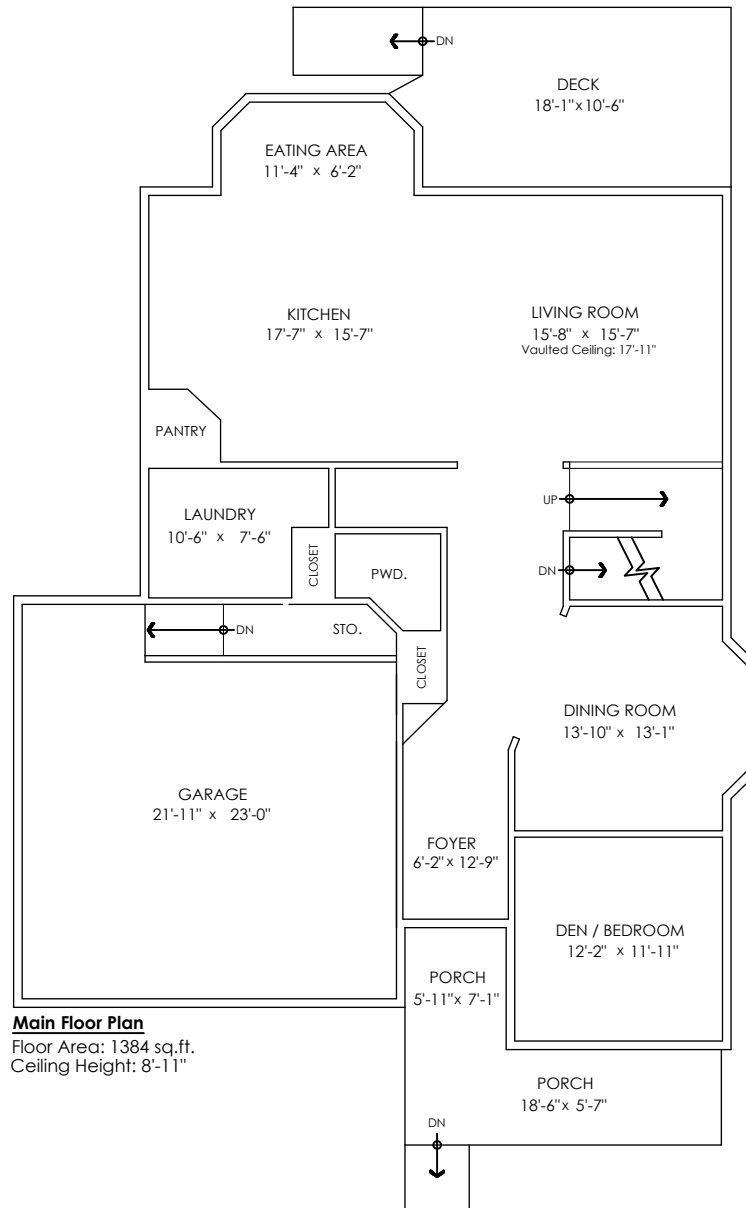 DN
DECK
18'-1"x10'-6"
EATING AREA
11'-4" x 6'-2"
KITCHEN
17'-7" x 15'-7"
LIVING ROOM
15'-8" x 15'-7"
Vaulted Ceiling: 17'-11"
PANTRY
LAUNDRY
10'-6" x 7'-6"
UP
CLOSET
PWD.
DN
DN
STO.
CLOSET
DINING ROOM
13'-10" x 13'-1"
GARAGE
21'-11" x 23'-0"
FOYER
6'-2"x 12'-9"
DEN / BEDROOM
12'-2" x 11'-11"
PORCH
5'-11"x 7'-1"
Main Floor Plan
Floor Area: 1384 sq.ft.
Ceiling Height: 8'-11"
PORCH
18'-6"x 5'-7"
DN